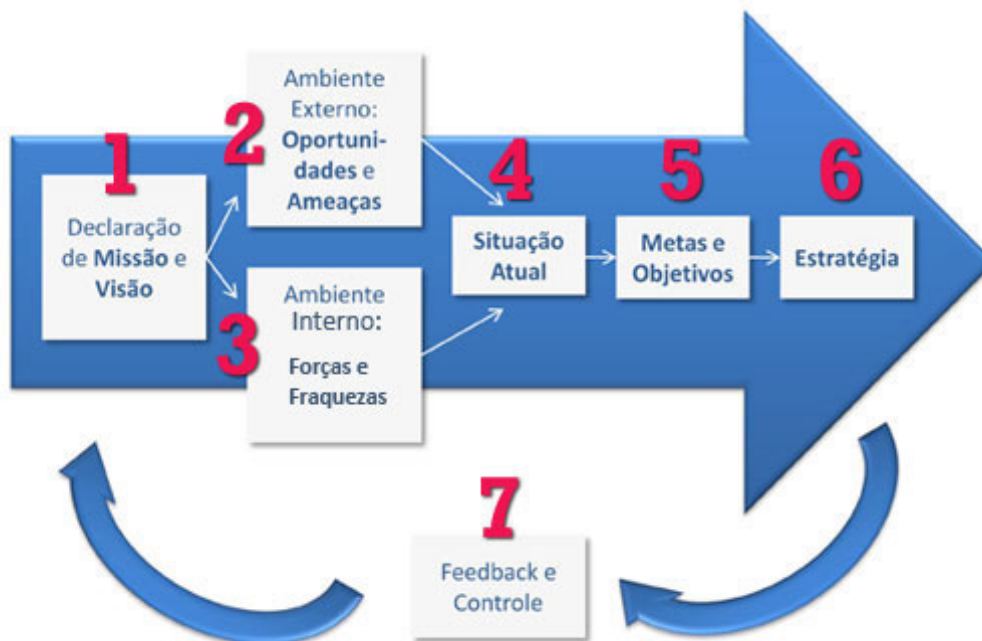 1
Declaração
de Missão e
Visão
2
Ambiente
Externo:
Oportuni-
dades e
Ameaças
3
Ambiente
Interno:
Forças e
Fraquezas
4
Situação
Atual
5
Metas e
Objetivos
6
Estratégia
7
Feedback e
Controle